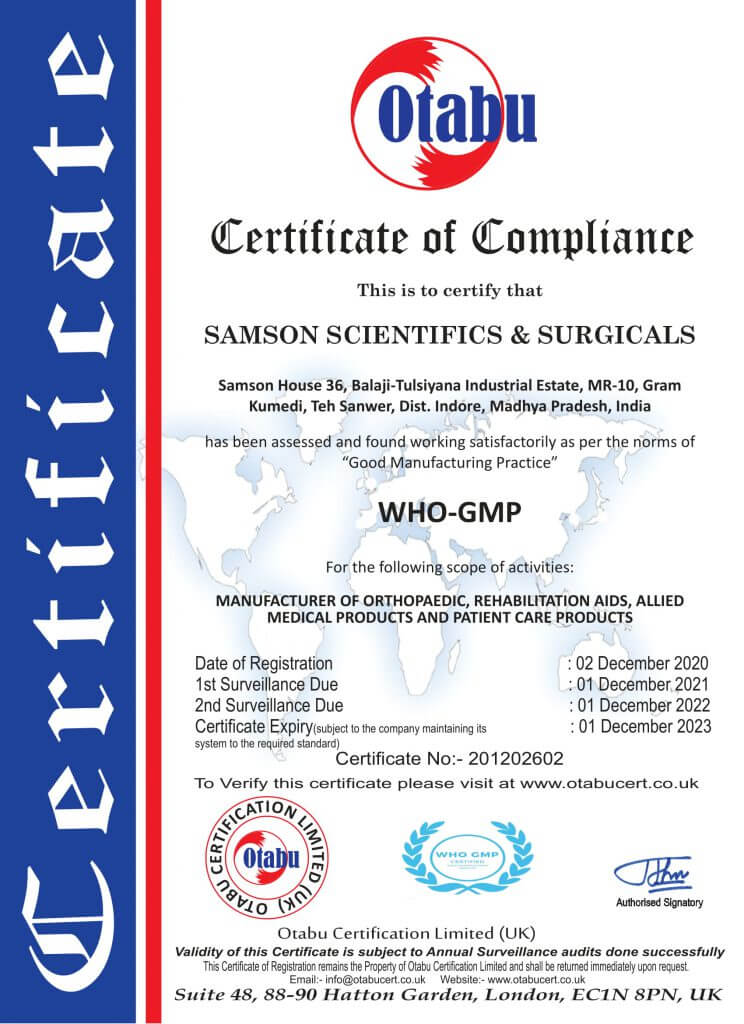 Certificate
Otabu
Certificate of Compliance
This is to certify that
SAMSON SCIENTIFICS & SURGICALS
Samson House 36, Balaji-Tulsiyana Industrial Estate, MR-10, Gram
Kumedi, Teh Sanwer, Dist. Indore, Madhya Pradesh, India
has been assessed and found working satisfactorily as per the norms of
“Good Manufacturing Practice”
WHO-GMP
For the following scope of activities:
MANUFACTURER OF ORTHOPAEDIC, REHABILITATION AIDS, ALLIED
MEDICAL PRODUCTS AND PATIENT CARE PRODUCTS
Date of Registration : 02 December 2020
1st Surveillance Due : 01 December 2021
2nd Surveillance Due : 01 December 2022
Certificate Expiry(subject to the company maintaining its : 01 December 2023
system to the required standard)
Certificate No:- 201202602
To Verify this certificate please visit at www.otabucert.co.uk
OTABU CERTIFICATION LIMITED (UK)
Otabu
WHO GMP
CERTIFIED
Authorised Signatory
Otabu Certification Limited (UK)
Validity of this Certificate is subject to Annual Surveillance audits done successfully
This Certificate of Registration remains the Property of Otabu Certification Limited and shall be returned immediately upon request.
Email:- info@otabucert.co.uk Website:- www.otabucert.co.uk
Suite 48, 88-90 Hatton Garden, London, EC1N 8PN, UK